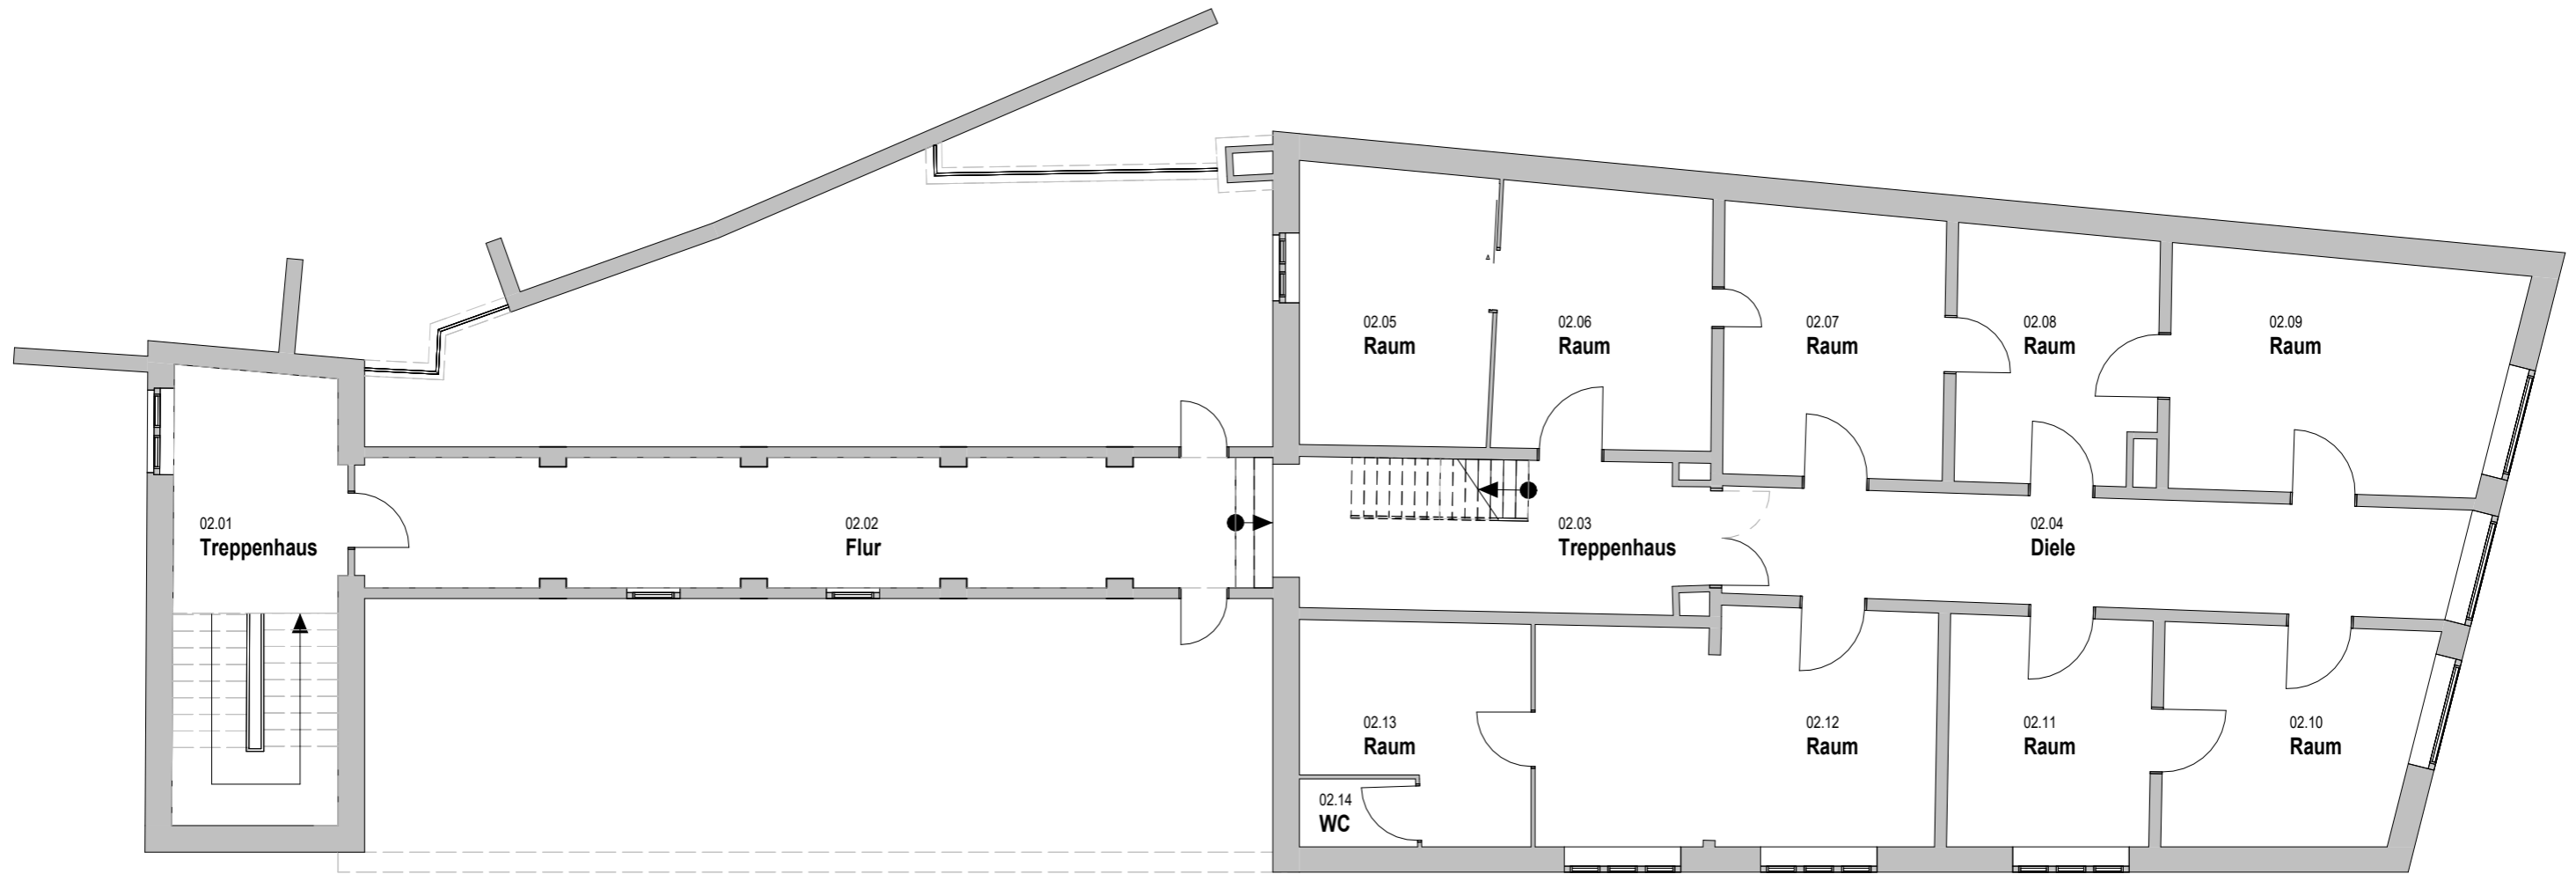 02.05
Raum
02.06
Raum
02.07
Raum
02.08
Raum
02.09
Raum
02.01
Treppenhaus
02.02
Flur
02.03
Treppenhaus
02.04
Diele
02.13
Raum
02.12
Raum
02.11
Raum
02.10
Raum
02.14
WC